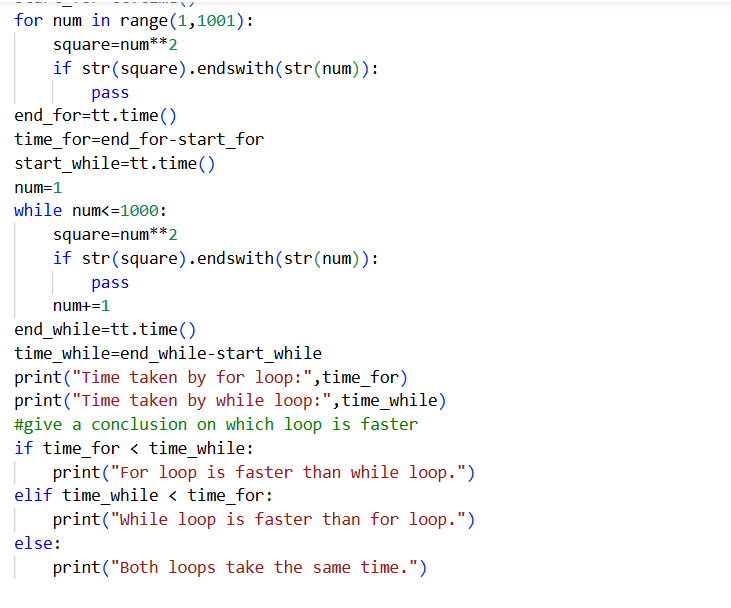 for num in range(1,1001):
    square=num**2
    if str(square).endswith(str(num)):
        pass
end_for=tt.time()
time_for=end_for-start_for
start_while=tt.time()
num=1
while num<=1000:
    square=num**2
    if str(square).endswith(str(num)):
        pass
    num+=1
end_while=tt.time()
time_while=end_while-start_while
print("Time taken by for loop:",time_for)
print("Time taken by while loop:",time_while)
#give a conclusion on which loop is faster
if time_for < time_while:
    print("For loop is faster than while loop.")
elif time_while < time_for:
    print("While loop is faster than for loop.")
else:
    print("Both loops take the same time.")